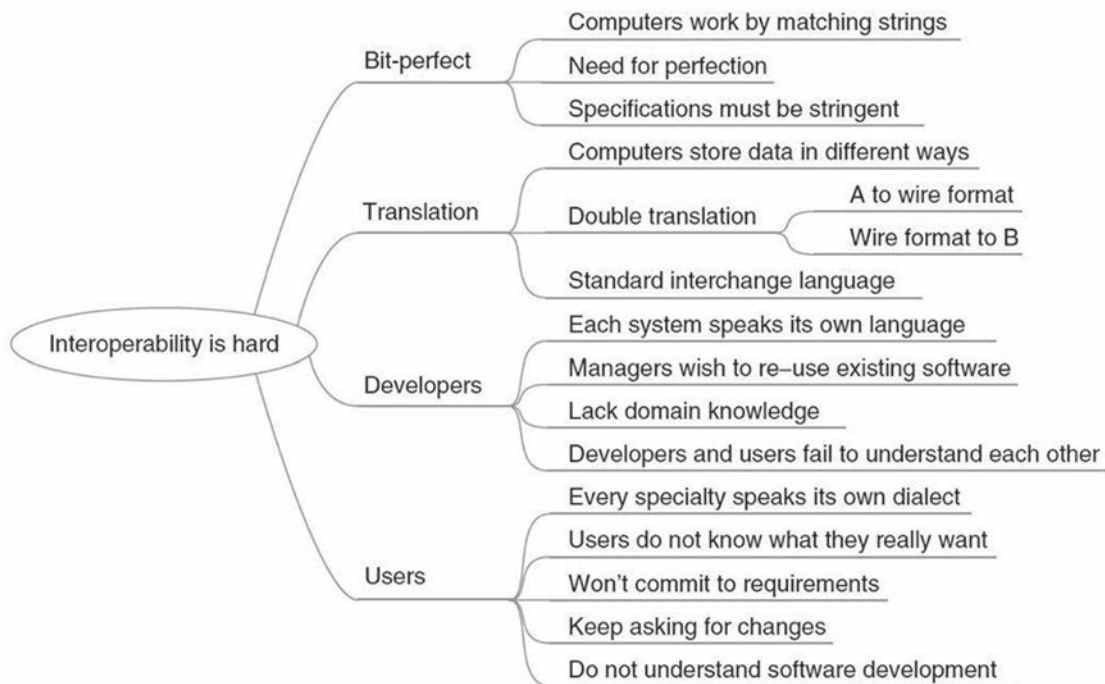 Interoperability is hard
Bit-perfect
Computers work by matching strings
Need for perfection
Specifications must be stringent
Translation
Computers store data in different ways
Double translation
A to wire format
Wire format to B
Standard interchange language
Developers
Each system speaks its own language
Managers wish to re–use existing software
Lack domain knowledge
Developers and users fail to understand each other
Users
Every specialty speaks its own dialect
Users do not know what they really want
Won't commit to requirements
Keep asking for changes
Do not understand software development